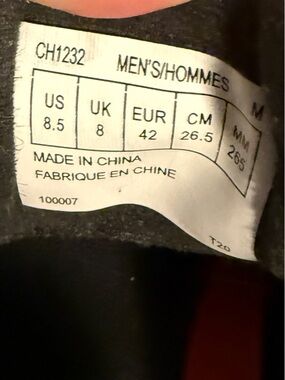 CH1232 MEN'S/HOMMES M
US UK EUR CM MM
8.5 8 42 26.5 265
MADE IN CHINA
FABRIQUE EN CHINE
100007 T20